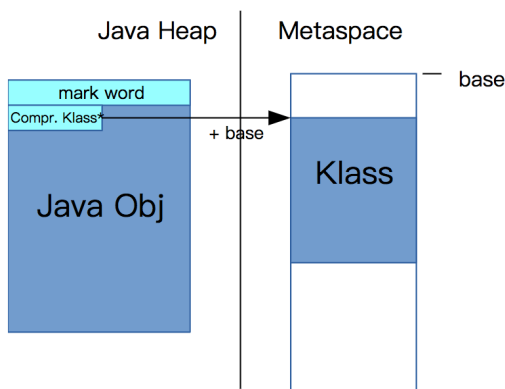 Java Heap
Metaspace
base
mark word
Compr. Klass*
+ base
Klass
Java Obj